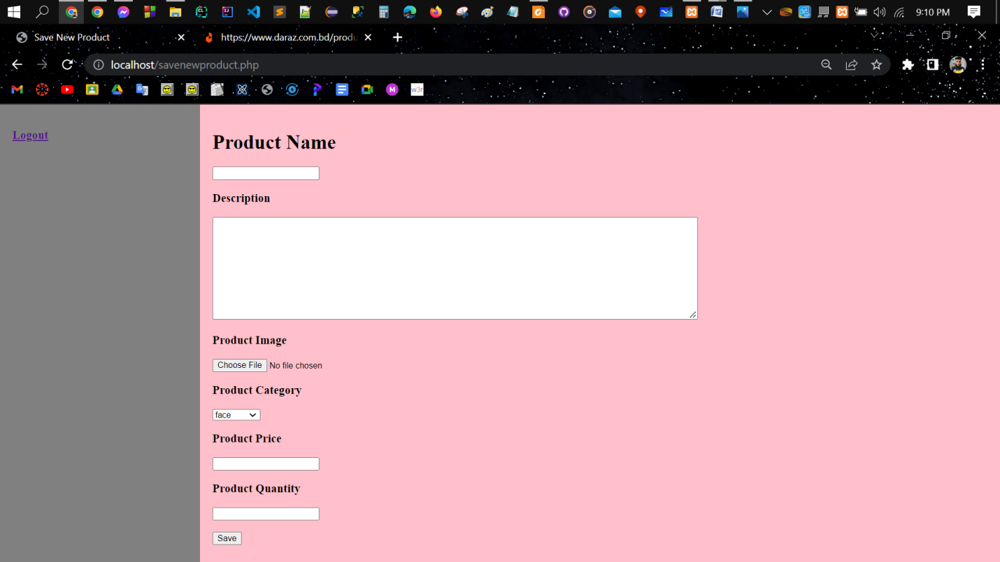 9:10 PM
Save New Product
https://www.daraz.com.bd/produ
localhost/savenewproduct.php
M
w3r
Logout
Product Name
Description
Product Image
Choose File No file chosen
Product Category
face
Product Price
Product Quantity
Save